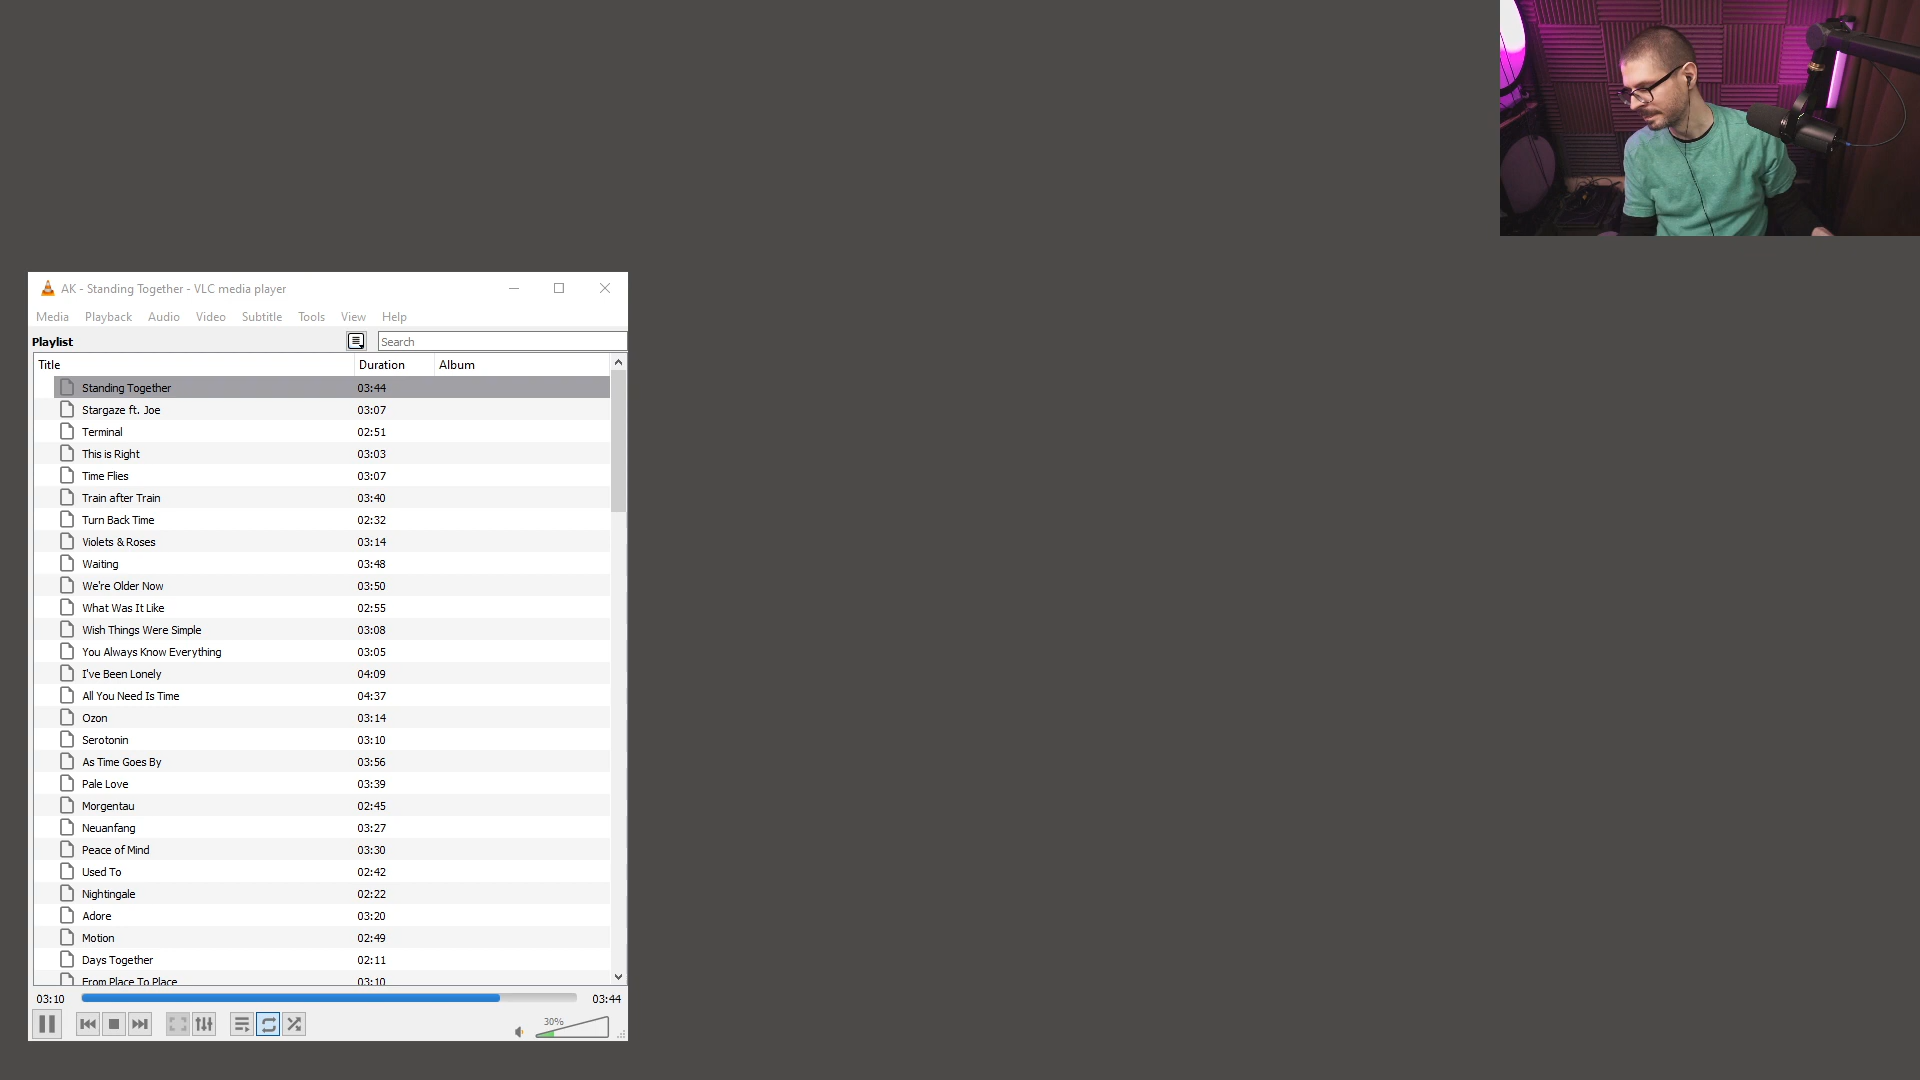 AK - Standing Together - VLC media player
Media Playback Audio Video Subtitle Tools View Help
Playlist Search
Title Duration Album
Standing Together 03:44
Stargaze ft. Joe 03:07
Terminal 02:51
This is Right 03:03
Time Flies 03:07
Train after Train 03:40
Turn Back Time 02:32
Violets & Roses 03:14
Waiting 03:48
We're Older Now 03:50
What Was It Like 02:55
Wish Things Were Simple 03:08
You Always Know Everything 03:05
I've Been Lonely 04:09
All You Need Is Time 04:37
Ozon 03:14
Serotonin 03:10
As Time Goes By 03:56
Pale Love 03:39
Morgentau 02:45
Neuanfang 03:27
Peace of Mind 03:30
Used To 02:42
Nightingale 02:22
Adore 03:20
Motion 02:49
Days Together 02:11
From Place To Place 03:10
03:10 03:44
30%